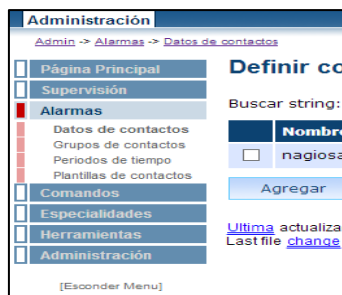 Administración
Admin -> Alarmas -> Datos de contactos
Página Principal
Supervisión
Alarmas
Datos de contactos
Grupos de contactos
Periodos de tiempo
Plantillas de contactos
Comandos
Especialidades
Herramientas
Administración
[Esconder Menu]
Definir co
Buscar string:
Nombre
nagiosa
Agregar
Ultima actualiza
Last file change